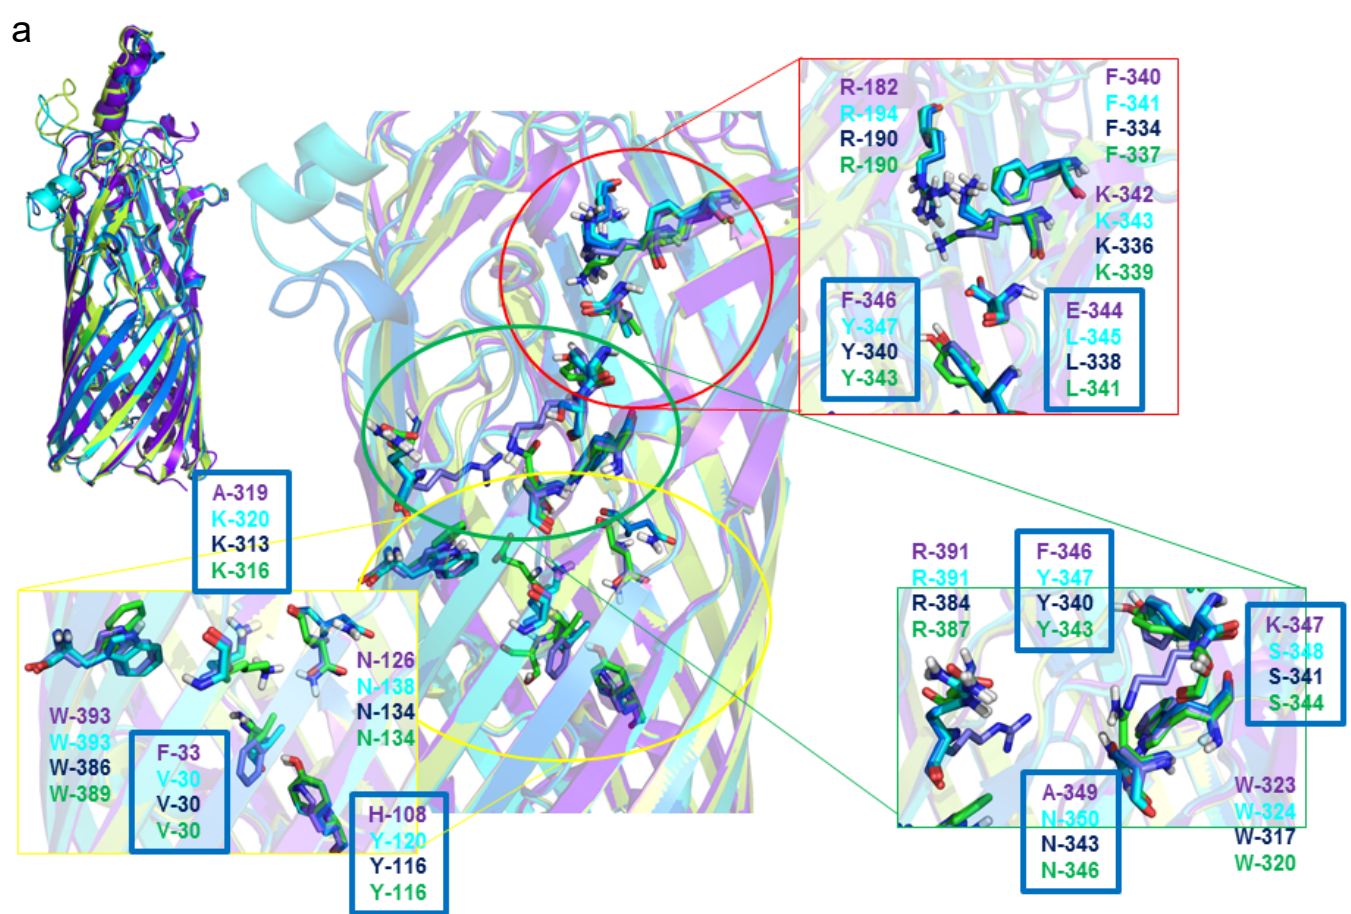 a
R-182
R-194
R-190
R-190
F-340
F-341
F-334
F-337
K-342
K-343
K-336
K-339
F-346
Y-347
Y-340
Y-343
E-344
L-345
L-338
L-341
A-319
K-320
K-313
K-316
N-126
N-138
N-134
N-134
W-393
W-393
W-386
W-389
F-33
V-30
V-30
V-30
H-108
Y-120
Y-116
Y-116
R-391
R-391
R-384
R-387
F-346
Y-347
Y-340
Y-343
K-347
S-348
S-341
S-344
A-349
N-350
N-343
N-346
W-323
W-324
W-317
W-320